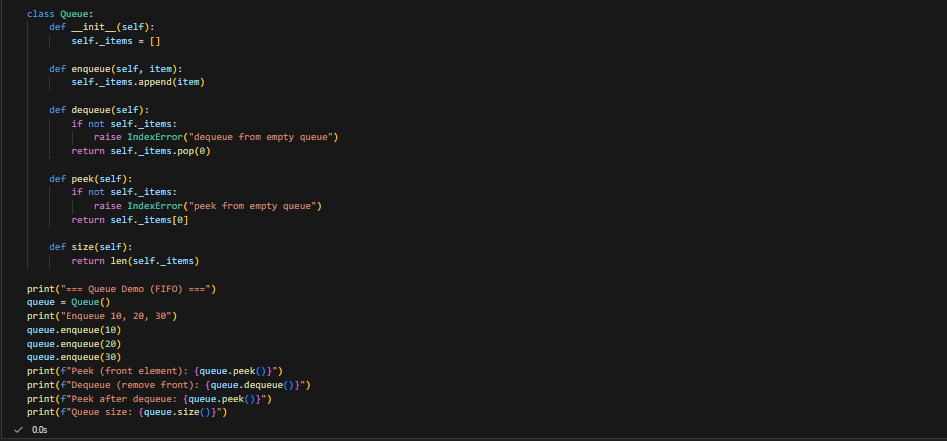 class Queue:
    def __init__(self):
        self._items = []

    def enqueue(self, item):
        self._items.append(item)

    def dequeue(self):
        if not self._items:
            raise IndexError("dequeue from empty queue")
        return self._items.pop(0)

    def peek(self):
        if not self._items:
            raise IndexError("peek from empty queue")
        return self._items[0]

    def size(self):
        return len(self._items)

print("=== Queue Demo (FIFO) ===")
queue = Queue()
print("Enqueue 10, 20, 30")
queue.enqueue(10)
queue.enqueue(20)
queue.enqueue(30)
print(f"Peek (front element): {queue.peek()}")
print(f"Dequeue (remove front): {queue.dequeue()}")
print(f"Peek after dequeue: {queue.peek()}")
print(f"Queue size: {queue.size()}")
✓ 0.0s